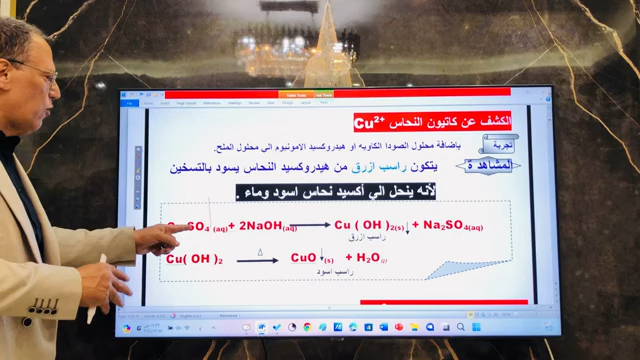 الكشف عن كاتيون النحاس Cu²⁺
تجربة
بإضافة محلول الصودا الكاويه او هيدروكسيد الامونيوم الي محلول الملح.
المشاهدة
يتكون راسب ازرق من هيدروكسيد النحاس يسود بالتسخين
لأنه ينحل الي أكسيد نحاس اسود وماء .
SO₄ (aq) + 2NaOH(aq) ⟶ Cu ( OH )₂(s)↓ + Na₂SO₄(aq)
راسب ازرق
Cu( OH )₂ —Δ→ CuO↓(s) + H₂O
راسب اسود